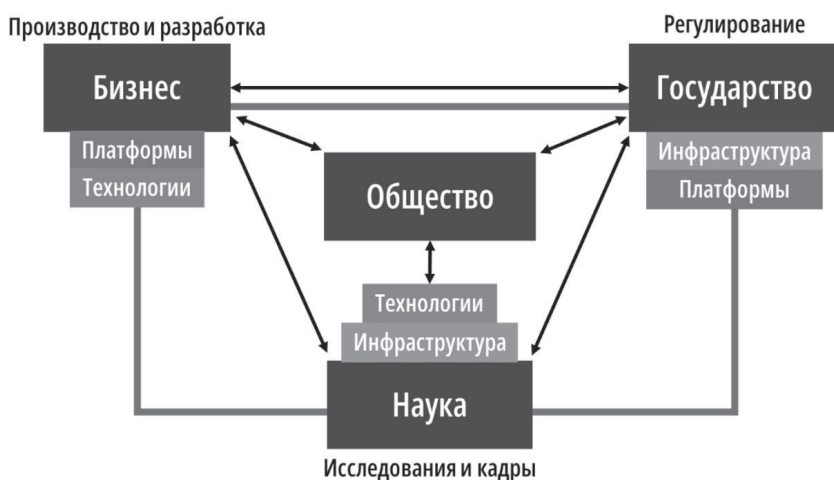 Производство и разработка
Регулирование
Бизнес
Государство
Платформы
Технологии
Инфраструктура
Платформы
Общество
Технологии
Инфраструктура
Наука
Исследования и кадры